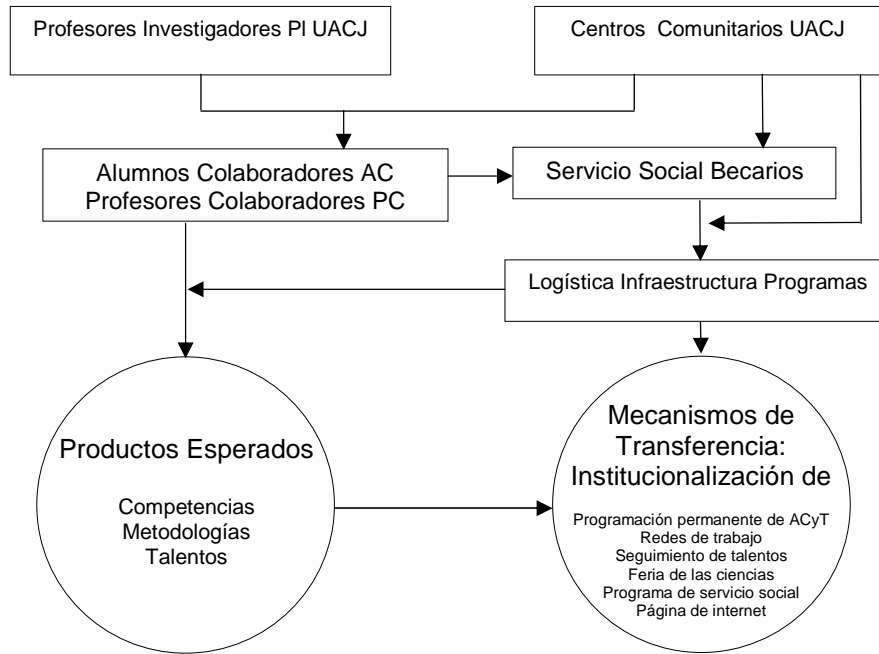 Profesores Investigadores PI UACJ
Centros Comunitarios UACJ
Alumnos Colaboradores AC
Profesores Colaboradores PC
Servicio Social Becarios
Logística Infraestructura Programas
Productos Esperados
Competencias
Metodologías
Talentos
Mecanismos de
Transferencia:
Institucionalización de
Programación permanente de ACyT
Redes de trabajo
Seguimiento de talentos
Feria de las ciencias
Programa de servicio social
Página de internet